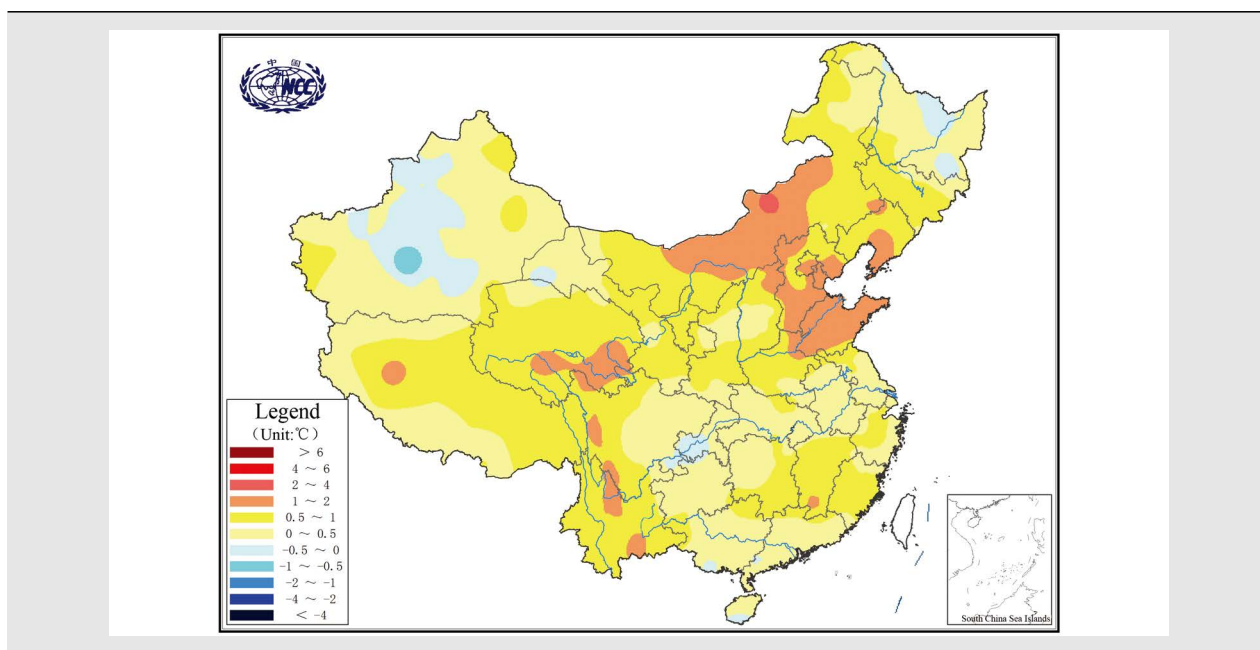 中国
NCC
Legend
(Unit:℃)
> 6
4 ～ 6
2 ～ 4
1 ～ 2
0.5 ～ 1
0 ～ 0.5
-0.5 ～ 0
-1 ～ -0.5
-2 ～ -1
-4 ～ -2
< -4
South China Sea Islands